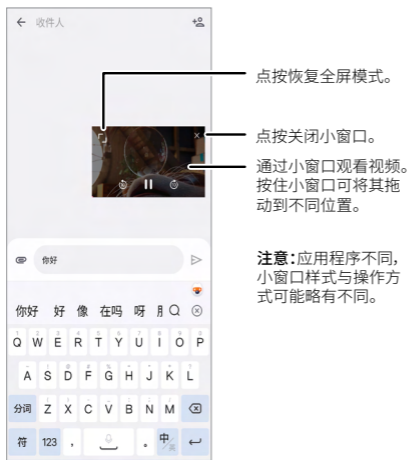 收件人
点按恢复全屏模式。
点按关闭小窗口。
通过小窗口观看视频。
按住小窗口可将其拖
动到不同位置。
你好
注意：应用程序不同，
小窗口样式与操作方
式可能略有不同。
你好 好 像 在吗 呀
Q W E R T Y U I O P
A S D F G H J K L
分词 Z X C V B N M
符 123 ， 。 中/英